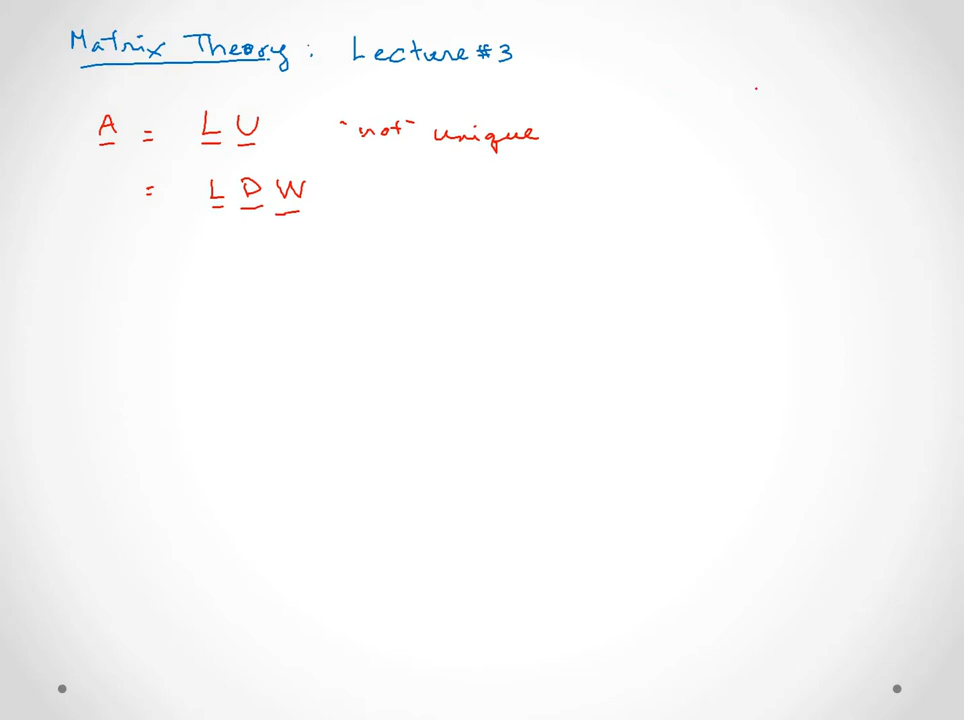 Matrix Theory : Lecture #3
A = L U "not" unique
= L D W